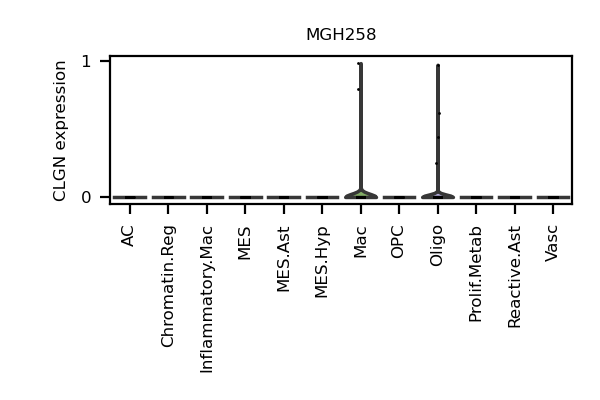 MGH258
CLGN expression
1
0
AC
Chromatin.Reg
Inflammatory.Mac
MES
MES.Ast
MES.Hyp
Mac
OPC
Oligo
Prolif.Metab
Reactive.Ast
Vasc